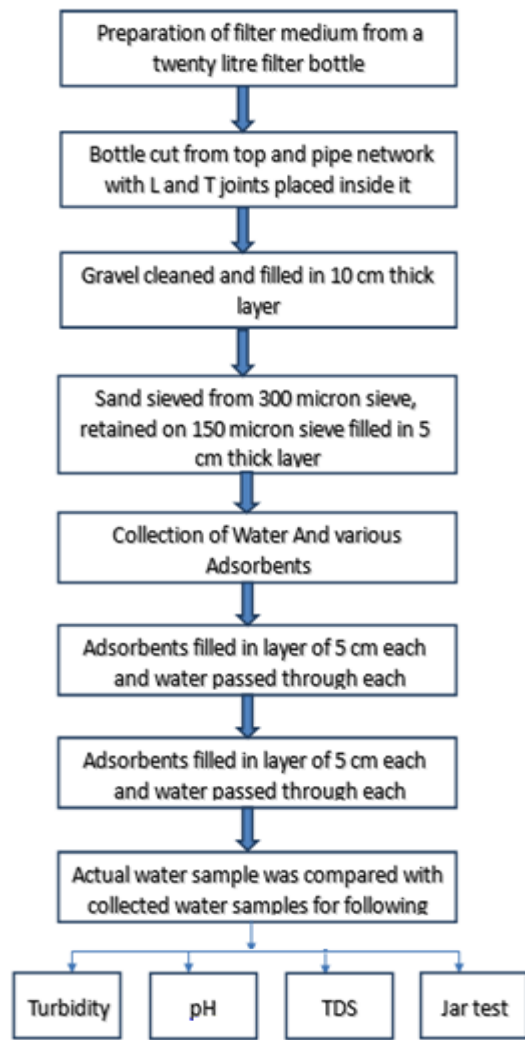 Preparation of filter medium from a
twenty litre filter bottle
Bottle cut from top and pipe network
with L and T joints placed inside it
Gravel cleaned and filled in 10 cm thick
layer
Sand sieved from 300 micron sieve,
retained on 150 micron sieve filled in 5
cm thick layer
Collection of Water And various
Adsorbents
Adsorbents filled in layer of 5 cm each
and water passed through each
Adsorbents filled in layer of 5 cm each
and water passed through each
Actual water sample was compared with
collected water samples for following
Turbidity
pH
TDS
Jar test